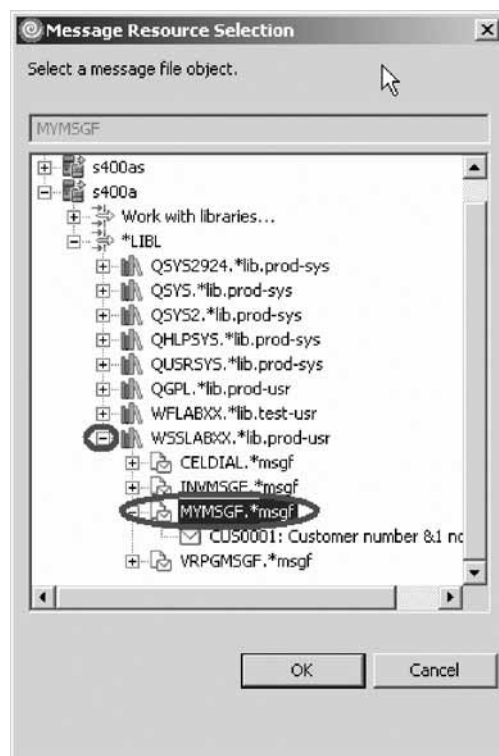 Message Resource Selection
Select a message file object.
MYMSGF
s400as
s400a
Work with libraries...
*LIBL
QSYS2924.*lib.prod-sys
QSYS.*lib.prod-sys
QSYS2.*lib.prod-sys
QHLPSYS.*lib.prod-sys
QUSRSYS.*lib.prod-sys
QGPL.*lib.prod-usr
WFLABXX.*lib.test-usr
WSSLABXX.*lib.prod-usr
CELDIAL.*msgf
INVMSGF.*msgf
MYMSGF.*msgf
CUS0001: Customer number &1 nc
VRPGMSGF.*msgf
OK Cancel